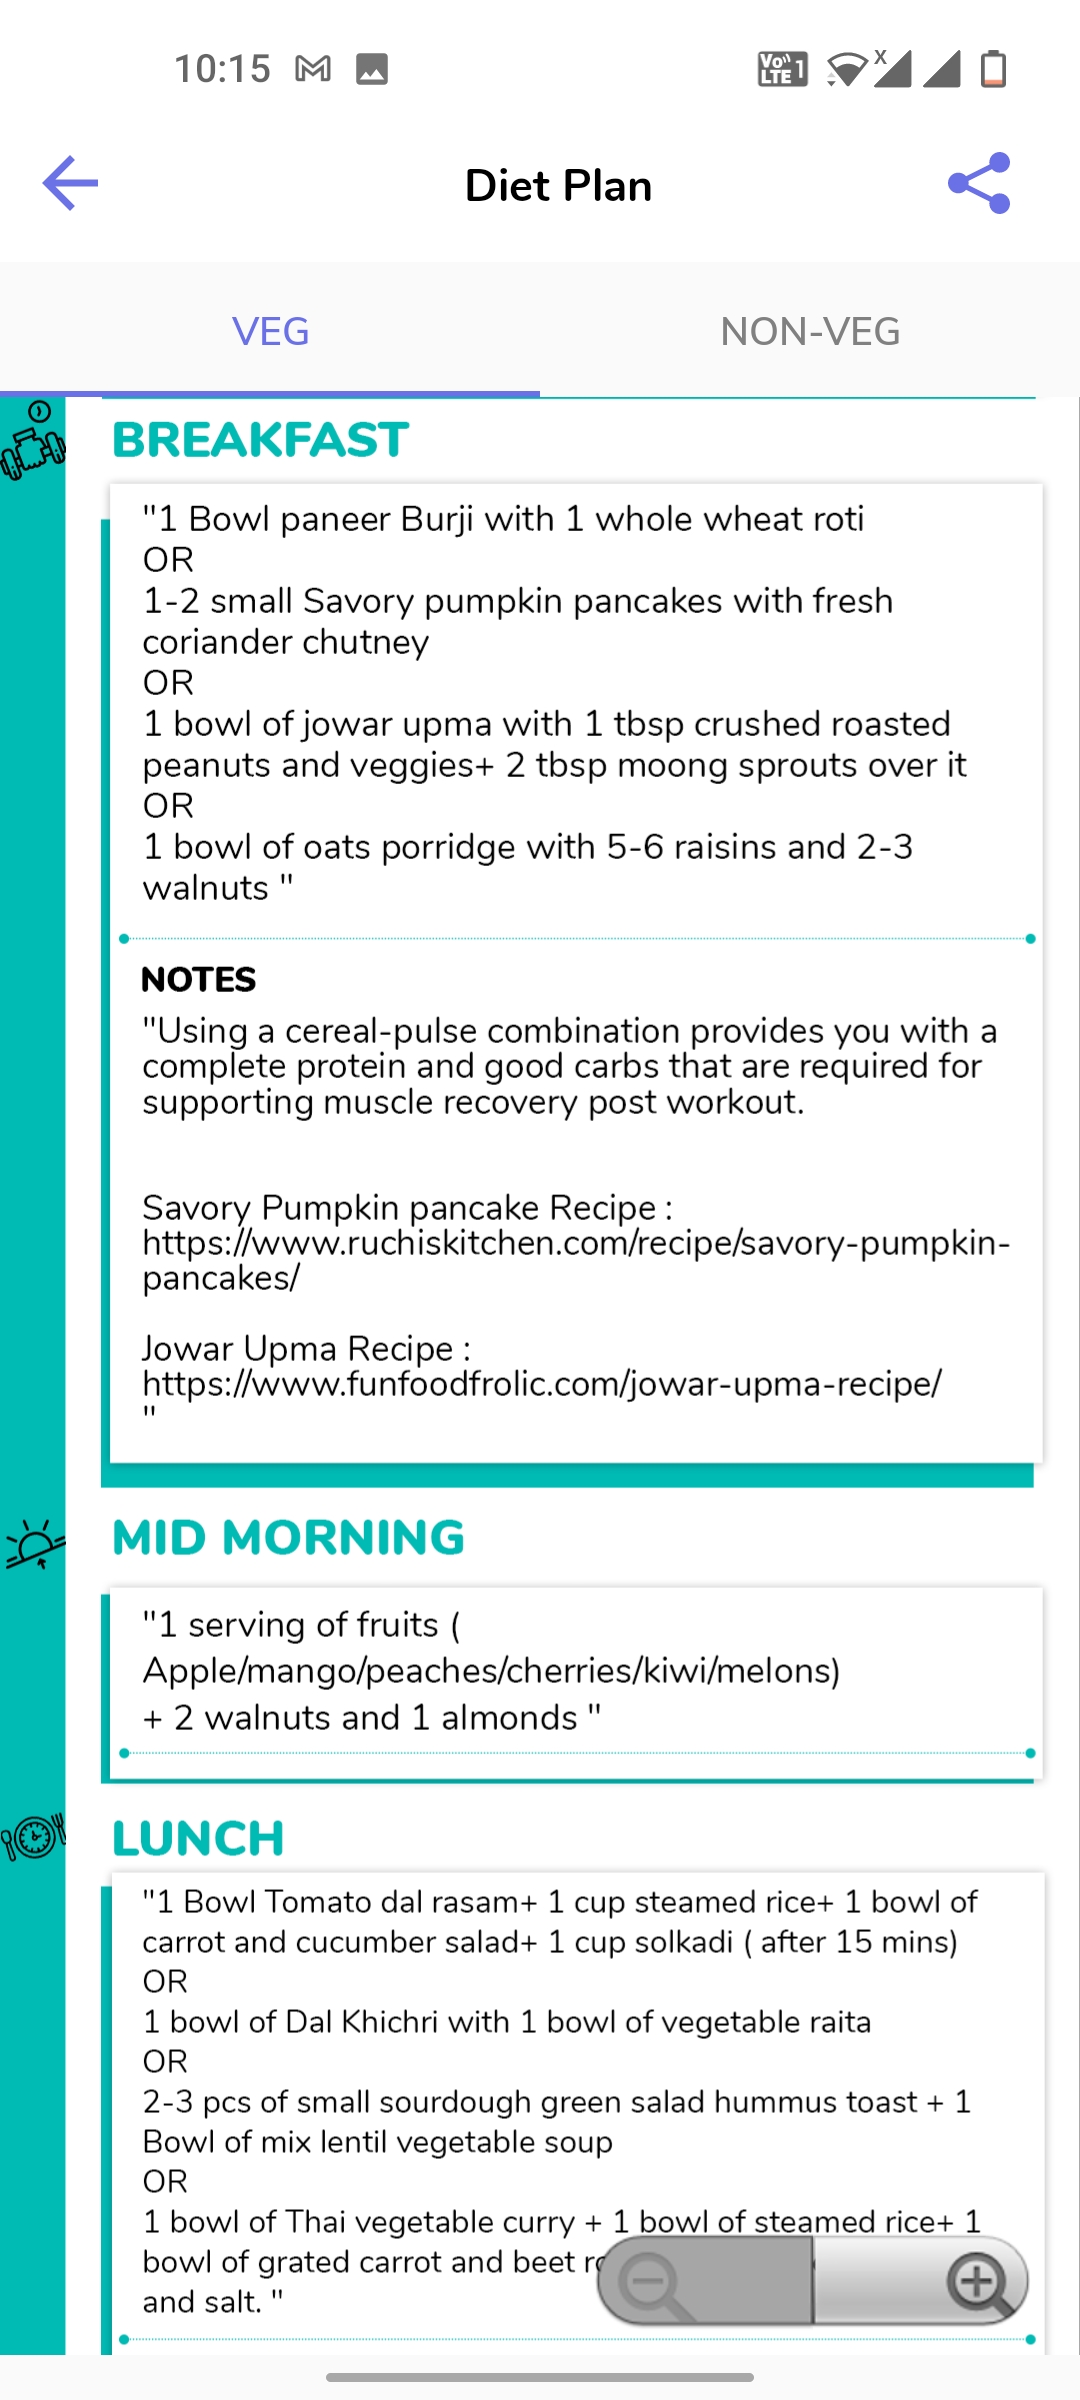 10:15
Vo)) LTE 1
x
Diet Plan
VEG
NON-VEG
BREAKFAST
"1 Bowl paneer Burji with 1 whole wheat roti
OR
1-2 small Savory pumpkin pancakes with fresh
coriander chutney
OR
1 bowl of jowar upma with 1 tbsp crushed roasted
peanuts and veggies+ 2 tbsp moong sprouts over it
OR
1 bowl of oats porridge with 5-6 raisins and 2-3
walnuts "
NOTES
"Using a cereal-pulse combination provides you with a
complete protein and good carbs that are required for
supporting muscle recovery post workout.
Savory Pumpkin pancake Recipe :
https://www.ruchiskitchen.com/recipe/savory-pumpkin-
pancakes/
Jowar Upma Recipe :
https://www.funfoodfrolic.com/jowar-upma-recipe/
"
MID MORNING
"1 serving of fruits (
Apple/mango/peaches/cherries/kiwi/melons)
+ 2 walnuts and 1 almonds "
LUNCH
"1 Bowl Tomato dal rasam+ 1 cup steamed rice+ 1 bowl of
carrot and cucumber salad+ 1 cup solkadi ( after 15 mins)
OR
1 bowl of Dal Khichri with 1 bowl of vegetable raita
OR
2-3 pcs of small sourdough green salad hummus toast + 1
Bowl of mix lentil vegetable soup
OR
1 bowl of Thai vegetable curry + 1 bowl of steamed rice+ 1
bowl of grated carrot and beet
and salt. "